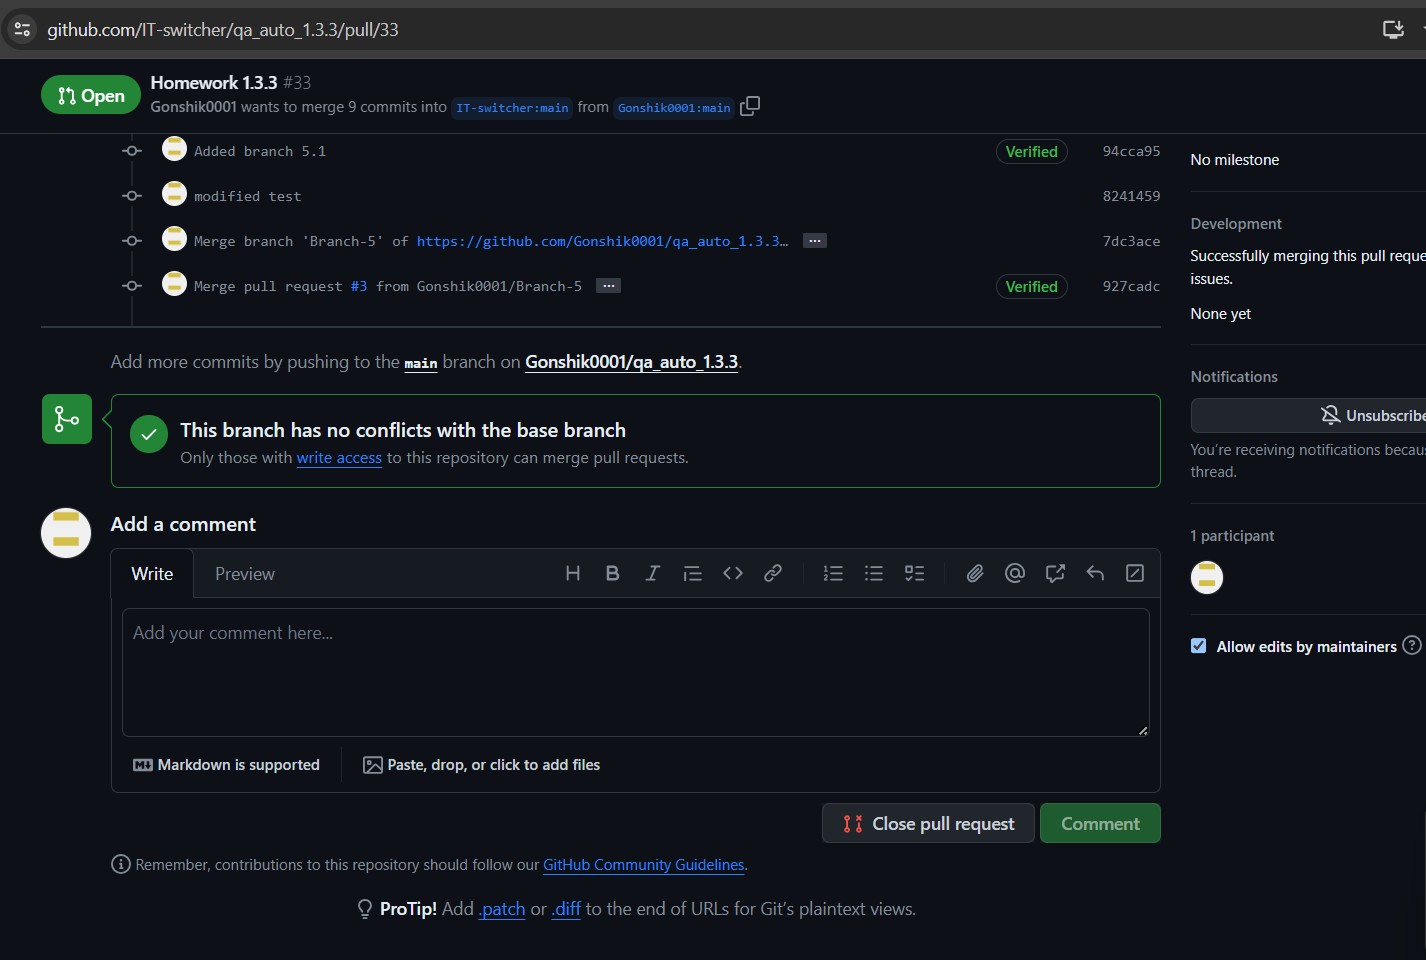 github.com/IT-switcher/qa_auto_1.3.3/pull/33
Open
Homework 1.3.3 #33
Gonshik0001 wants to merge 9 commits into IT-switcher:main from Gonshik0001:main
Added branch 5.1 Verified 94cca95
modified test 8241459
Merge branch 'Branch-5' of https://github.com/Gonshik0001/qa_auto_1.3.3… ... 7dc3ace
Merge pull request #3 from Gonshik0001/Branch-5 ... Verified 927cadc
Add more commits by pushing to the main branch on Gonshik0001/qa_auto_1.3.3.
This branch has no conflicts with the base branch
Only those with write access to this repository can merge pull requests.
Add a comment
Write Preview
Add your comment here...
Markdown is supported
Paste, drop, or click to add files
Close pull request
Comment
Remember, contributions to this repository should follow our GitHub Community Guidelines.
ProTip! Add .patch or .diff to the end of URLs for Git's plaintext views.
No milestone
Development
Successfully merging this pull reque
issues.
None yet
Notifications
Unsubscribe
You're receiving notifications becau
thread.
1 participant
Allow edits by maintainers